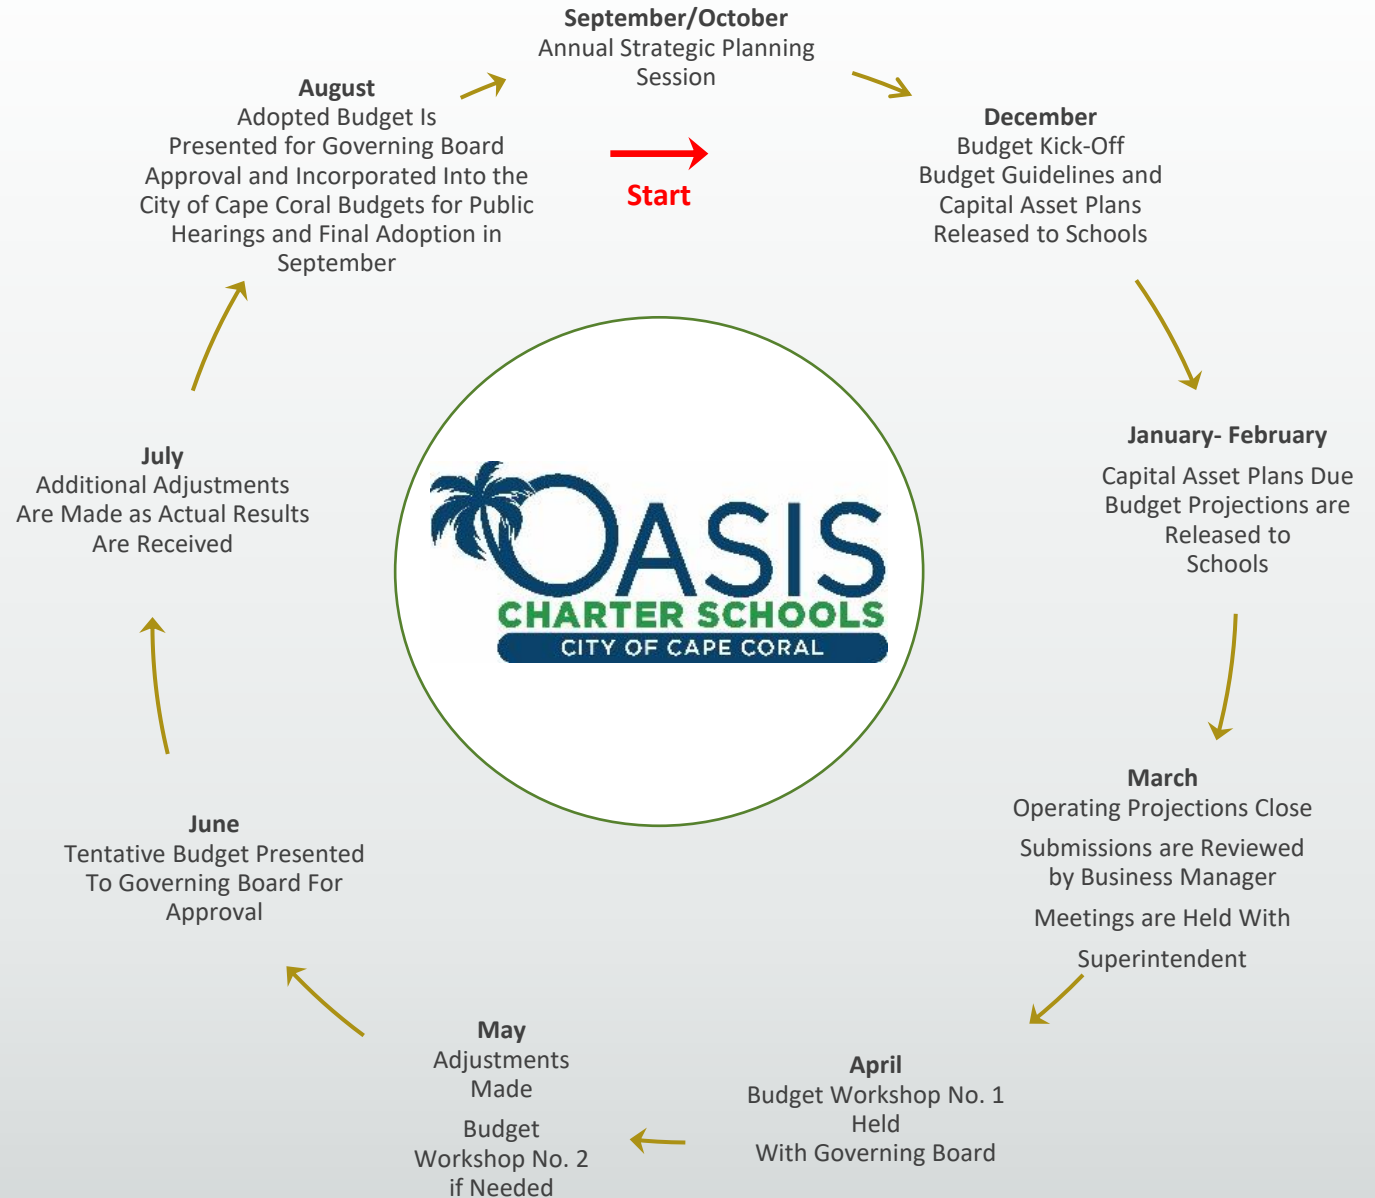 September/October
Annual Strategic Planning
Session
Start
December
Budget Kick-Off
Budget Guidelines and
Capital Asset Plans
Released to Schools
January- February
Capital Asset Plans Due
Budget Projections are
Released to
Schools
March
Operating Projections Close
Submissions are Reviewed
by Business Manager
Meetings are Held With
Superintendent
April
Budget Workshop No. 1
Held
With Governing Board
May
Adjustments
Made
Budget
Workshop No. 2
if Needed
June
Tentative Budget Presented
To Governing Board For
Approval
July
Additional Adjustments
Are Made as Actual Results
Are Received
August
Adopted Budget Is
Presented for Governing Board
Approval and Incorporated Into the
City of Cape Coral Budgets for Public
Hearings and Final Adoption in
September
OASIS
CHARTER SCHOOLS
CITY OF CAPE CORAL